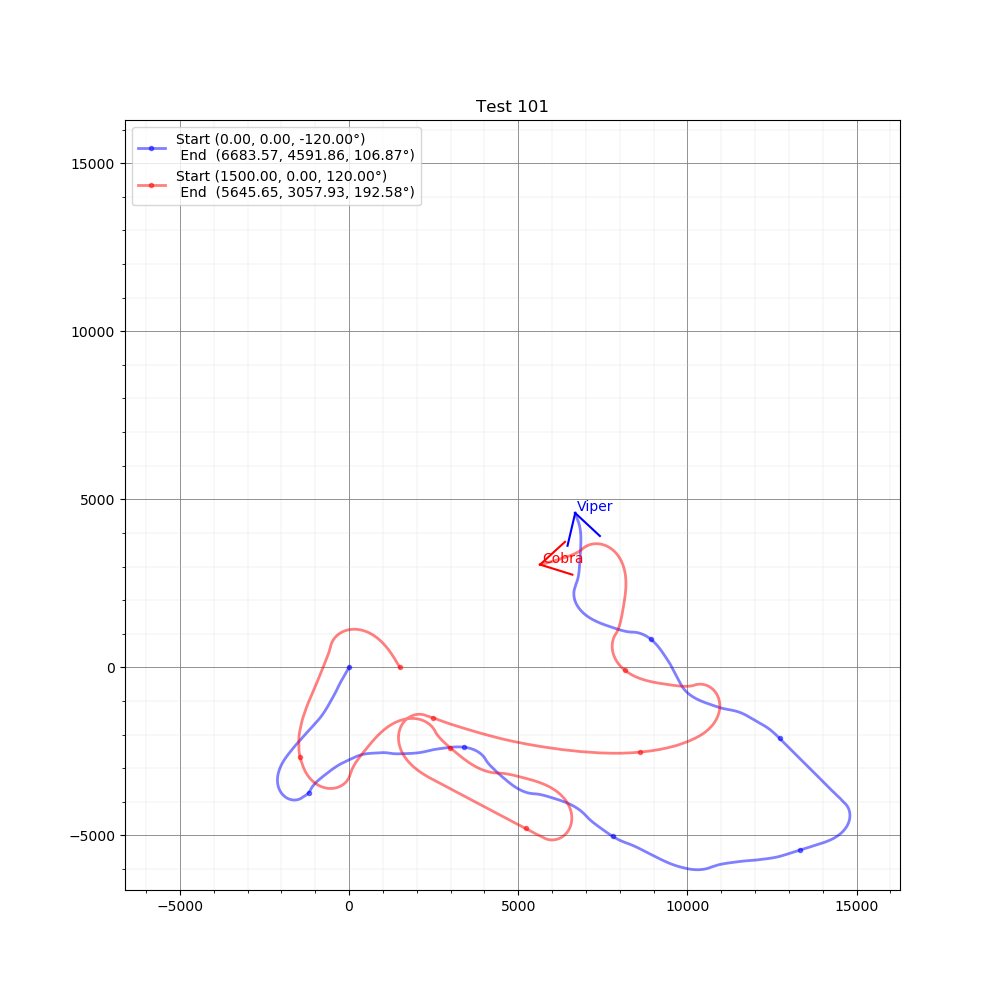 Test 101
Start (0.00, 0.00, -120.00°)
End (6683.57, 4591.86, 106.87°)
Start (1500.00, 0.00, 120.00°)
End (5645.65, 3057.93, 192.58°)
15000
10000
5000
0
−5000
Viper
Cobra
−5000
0
5000
10000
15000